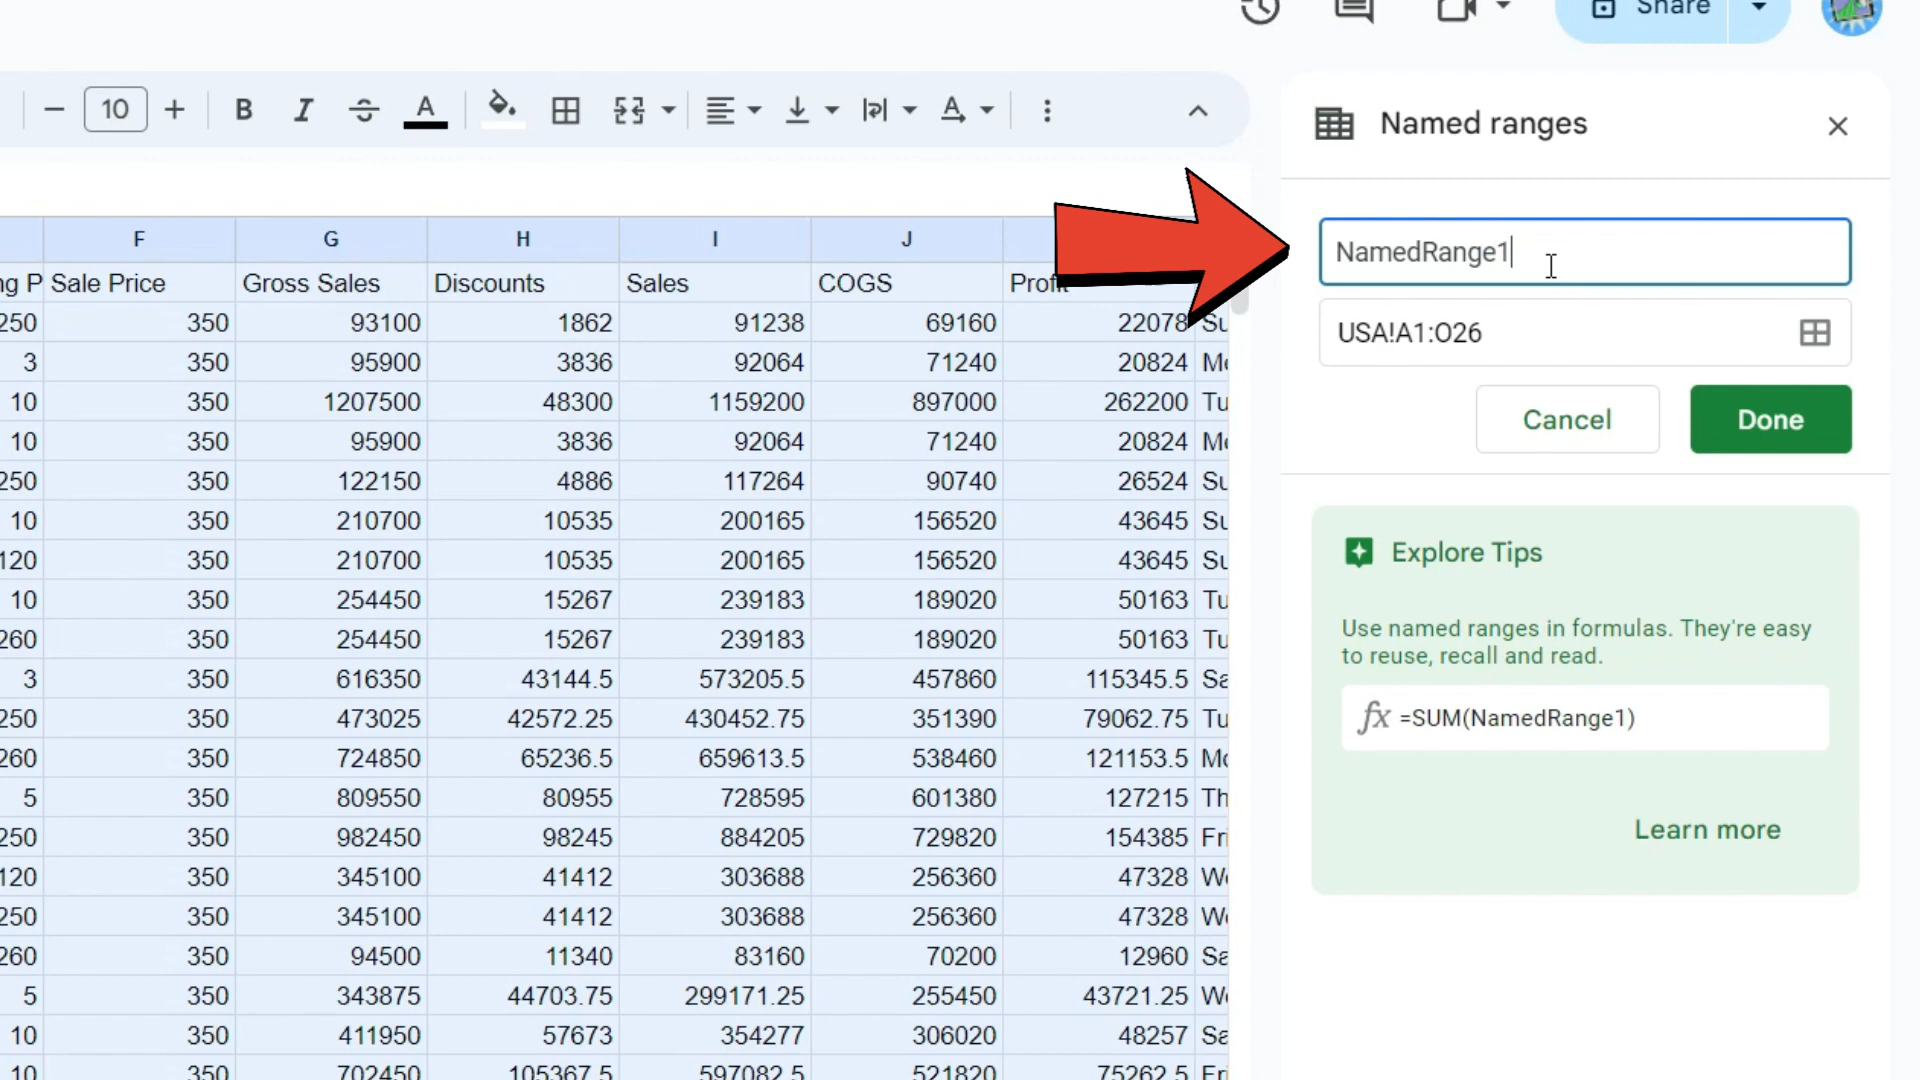 Share
10 B I A A
Named ranges
NamedRange1
USA!A1:O26
Cancel Done
Explore Tips
Use named ranges in formulas. They're easy
to reuse, recall and read.
fx =SUM(NamedRange1)
Learn more
F G H I J
ng P Sale Price Gross Sales Discounts Sales COGS Profit
250 350 93100 1862 91238 69160 22078 Su
3 350 95900 3836 92064 71240 20824 Mo
10 350 1207500 48300 1159200 897000 262200 Tu
10 350 95900 3836 92064 71240 20824 Mo
250 350 122150 4886 117264 90740 26524 Su
10 350 210700 10535 200165 156520 43645 Su
120 350 210700 10535 200165 156520 43645 Su
10 350 254450 15267 239183 189020 50163 Tu
260 350 254450 15267 239183 189020 50163 Tu
3 350 616350 43144.5 573205.5 457860 115345.5 Sa
250 350 473025 42572.25 430452.75 351390 79062.75 Tu
260 350 724850 65236.5 659613.5 538460 121153.5 Mo
5 350 809550 80955 728595 601380 127215 Th
250 350 982450 98245 884205 729820 154385 Fri
120 350 345100 41412 303688 256360 47328 We
250 350 345100 41412 303688 256360 47328 We
260 350 94500 11340 83160 70200 12960 Sa
5 350 343875 44703.75 299171.25 255450 43721.25 We
10 350 411950 57673 354277 306020 48257 Sa
10 350 702450 105367.5 597082.5 521820 75262.5 Fri